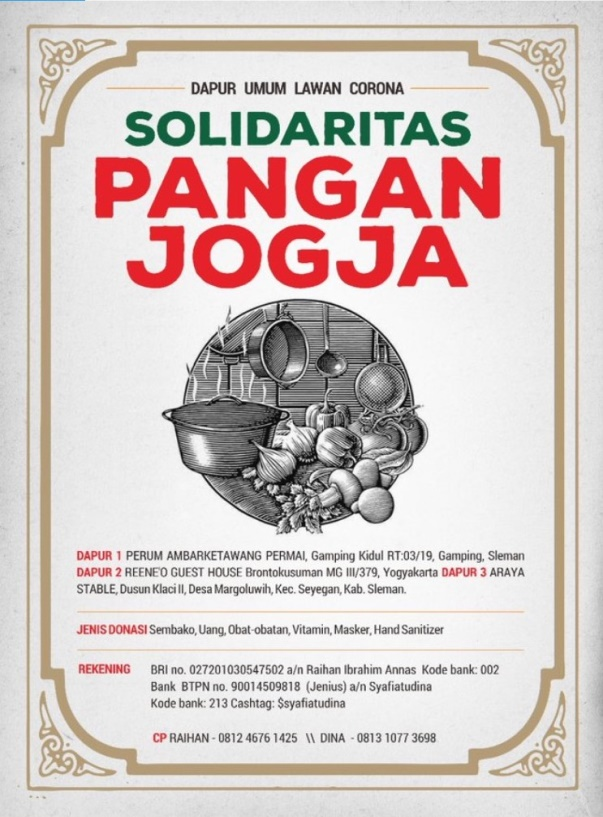 DAPUR UMUM LAWAN CORONA
SOLIDARITAS
PANGAN
JOGJA
DAPUR 1 PERUM AMBARKETAWANG PERMAI, Gamping Kidul RT:03/19, Gamping, Sleman
DAPUR 2 REENE'O GUEST HOUSE Brontokusuman MG III/379, Yogyakarta DAPUR 3 ARAYA
STABLE, Dusun Klaci II, Desa Margoluwih, Kec. Seyegan, Kab. Sleman.
JENIS DONASI Sembako, Uang, Obat-obatan, Vitamin, Masker, Hand Sanitizer
REKENING BRI no. 027201030547502 a/n Raihan Ibrahim Annas Kode bank: 002
Bank BTPN no. 90014509818 (Jenius) a/n Syafiatudina
Kode bank: 213 Cashtag: $syafiatudina
CP RAIHAN - 0812 4676 1425 \\ DINA - 0813 1077 3698